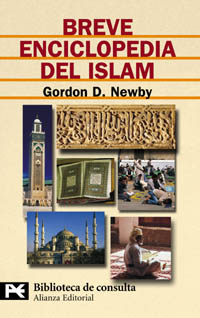 BREVE
ENCICLOPEDIA
DEL ISLAM
Gordon D. Newby
Biblioteca de consulta
Alianza Editorial